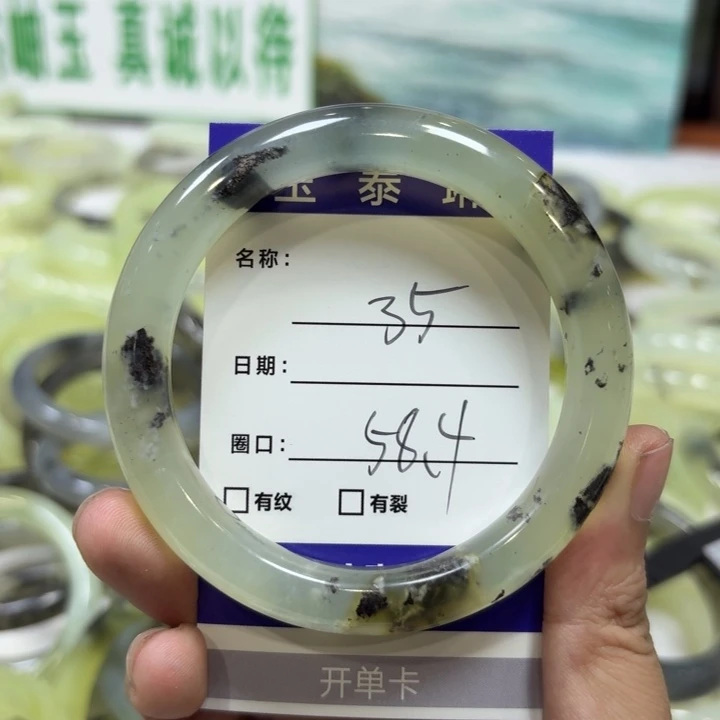 岫玉 真诚以待
玉泰
名称:
35
日期:
圈口: 58.4
有纹 有裂
开单卡